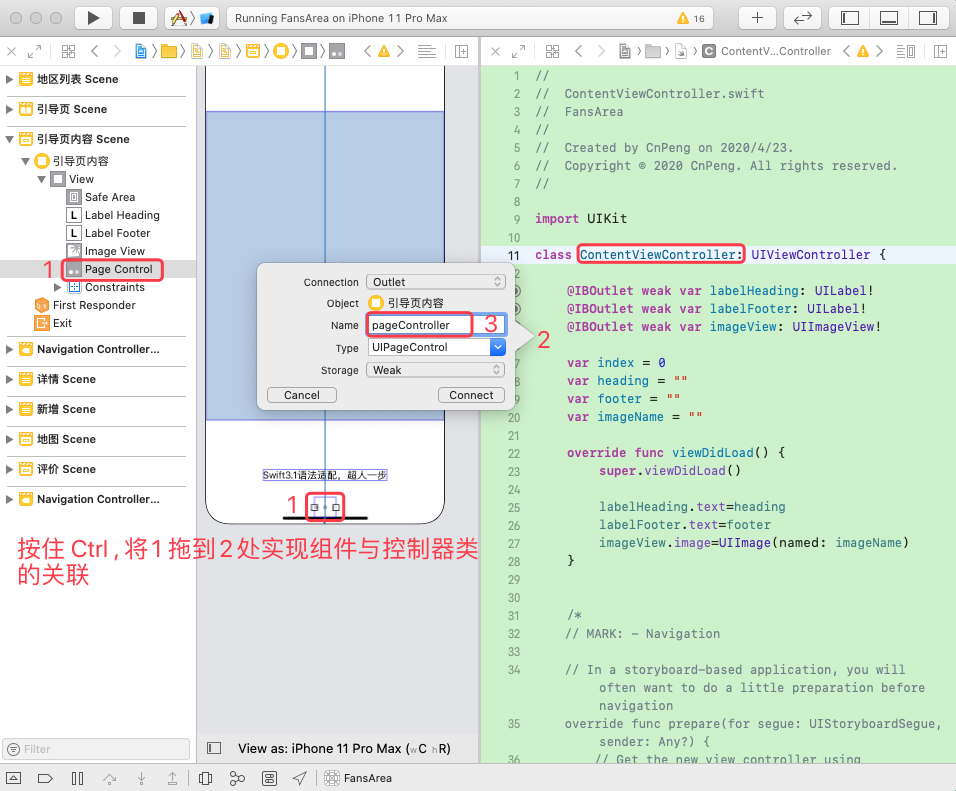 Running FansArea on iPhone 11 Pro Max
16
ContentV...Controller
地区列表 Scene
引导页 Scene
引导页内容 Scene
引导页内容
View
Safe Area
L Label Heading
L Label Footer
Image View
1 Page Control
Constraints
First Responder
Exit
Navigation Controller...
详情 Scene
新增 Scene
地图 Scene
评价 Scene
Navigation Controller...
Connection Outlet
Object 引导页内容
Name pageController 3
Type UIPageControl
Storage Weak
Cancel Connect
2
Swift3.1语法适配，超人一步
1
按住 Ctrl , 将1 拖到 2 处实现组件与控制器类
的关联
Filter
View as: iPhone 11 Pro Max (wC hR)
FansArea
1 //
2 // ContentViewController.swift
3 // FansArea
4 //
5 // Created by CnPeng on 2020/4/23.
6 // Copyright © 2020 CnPeng. All rights reserved.
7 //
8
9 import UIKit
10
11 class ContentViewController: UIViewController {
2
@IBOutlet weak var labelHeading: UILabel!
@IBOutlet weak var labelFooter: UILabel!
@IBOutlet weak var imageView: UIImageView!
7 var index = 0
8 var heading = ""
9 var footer = ""
20 var imageName = ""
21
22 override func viewDidLoad() {
23 super.viewDidLoad()
24
25 labelHeading.text=heading
26 labelFooter.text=footer
27 imageView.image=UIImage(named: imageName)
28 }
29
30
31 /*
32 // MARK: - Navigation
33
34 // In a storyboard-based application, you will
often want to do a little preparation before
navigation
35 override func prepare(for segue: UIStoryboardSegue,
sender: Any?) {
36 // Get the new view controller using